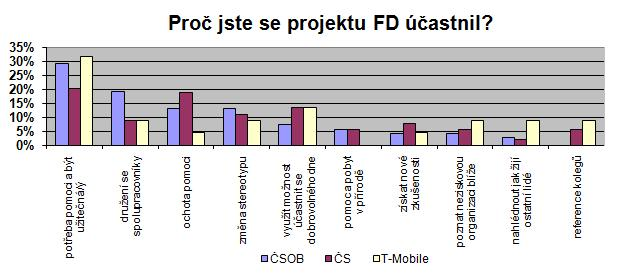 Proč jste se projektu FD účastnil?
35%
30%
25%
20%
15%
10%
5%
0%
potřeba pomoci a být
užitečná/ý
družení se
spolupracovníky
ochota pomoci
změna stereotypu
využít možnost
účastnit se
dobrovolného dne
pomoc a pobyt
v přírodě
získat nové
zkušenosti
poznat neziskovou
organizaci blíže
nahlédnout jak žijí
ostatní lidé
reference kolegů
ČSOB
ČS
T-Mobile